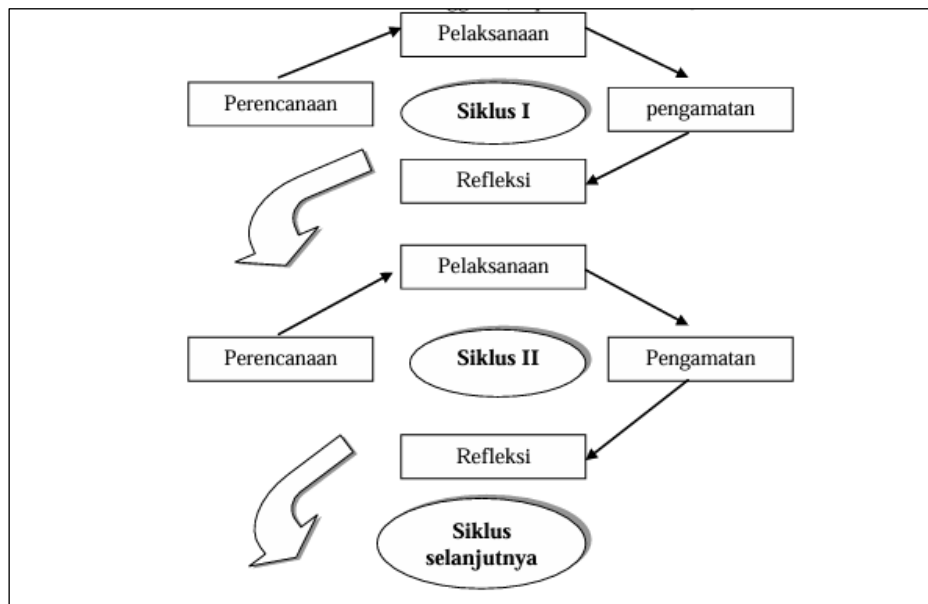 Pelaksanaan
Perencanaan
Siklus I
pengamatan
Refleksi
Pelaksanaan
Perencanaan
Siklus II
Pengamatan
Refleksi
Siklus
selanjutnya